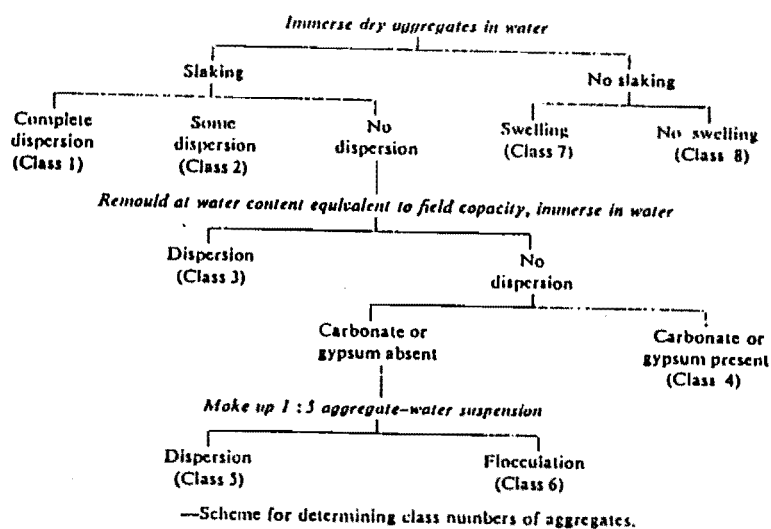 Immerse dry aggregates in water
Slaking
No slaking
Complete
dispersion
(Class 1)
Some
dispersion
(Class 2)
No
dispersion
Swelling
(Class 7)
No swelling
(Class 8)
Remould at water content equivalent to field capacity, immerse in water
Dispersion
(Class 3)
No
dispersion
Carbonate or
gypsum absent
Carbonate or
gypsum present
(Class 4)
Make up 1 : 5 aggregate–water suspension
Dispersion
(Class 5)
Flocculation
(Class 6)
—Scheme for determining class numbers of aggregates.